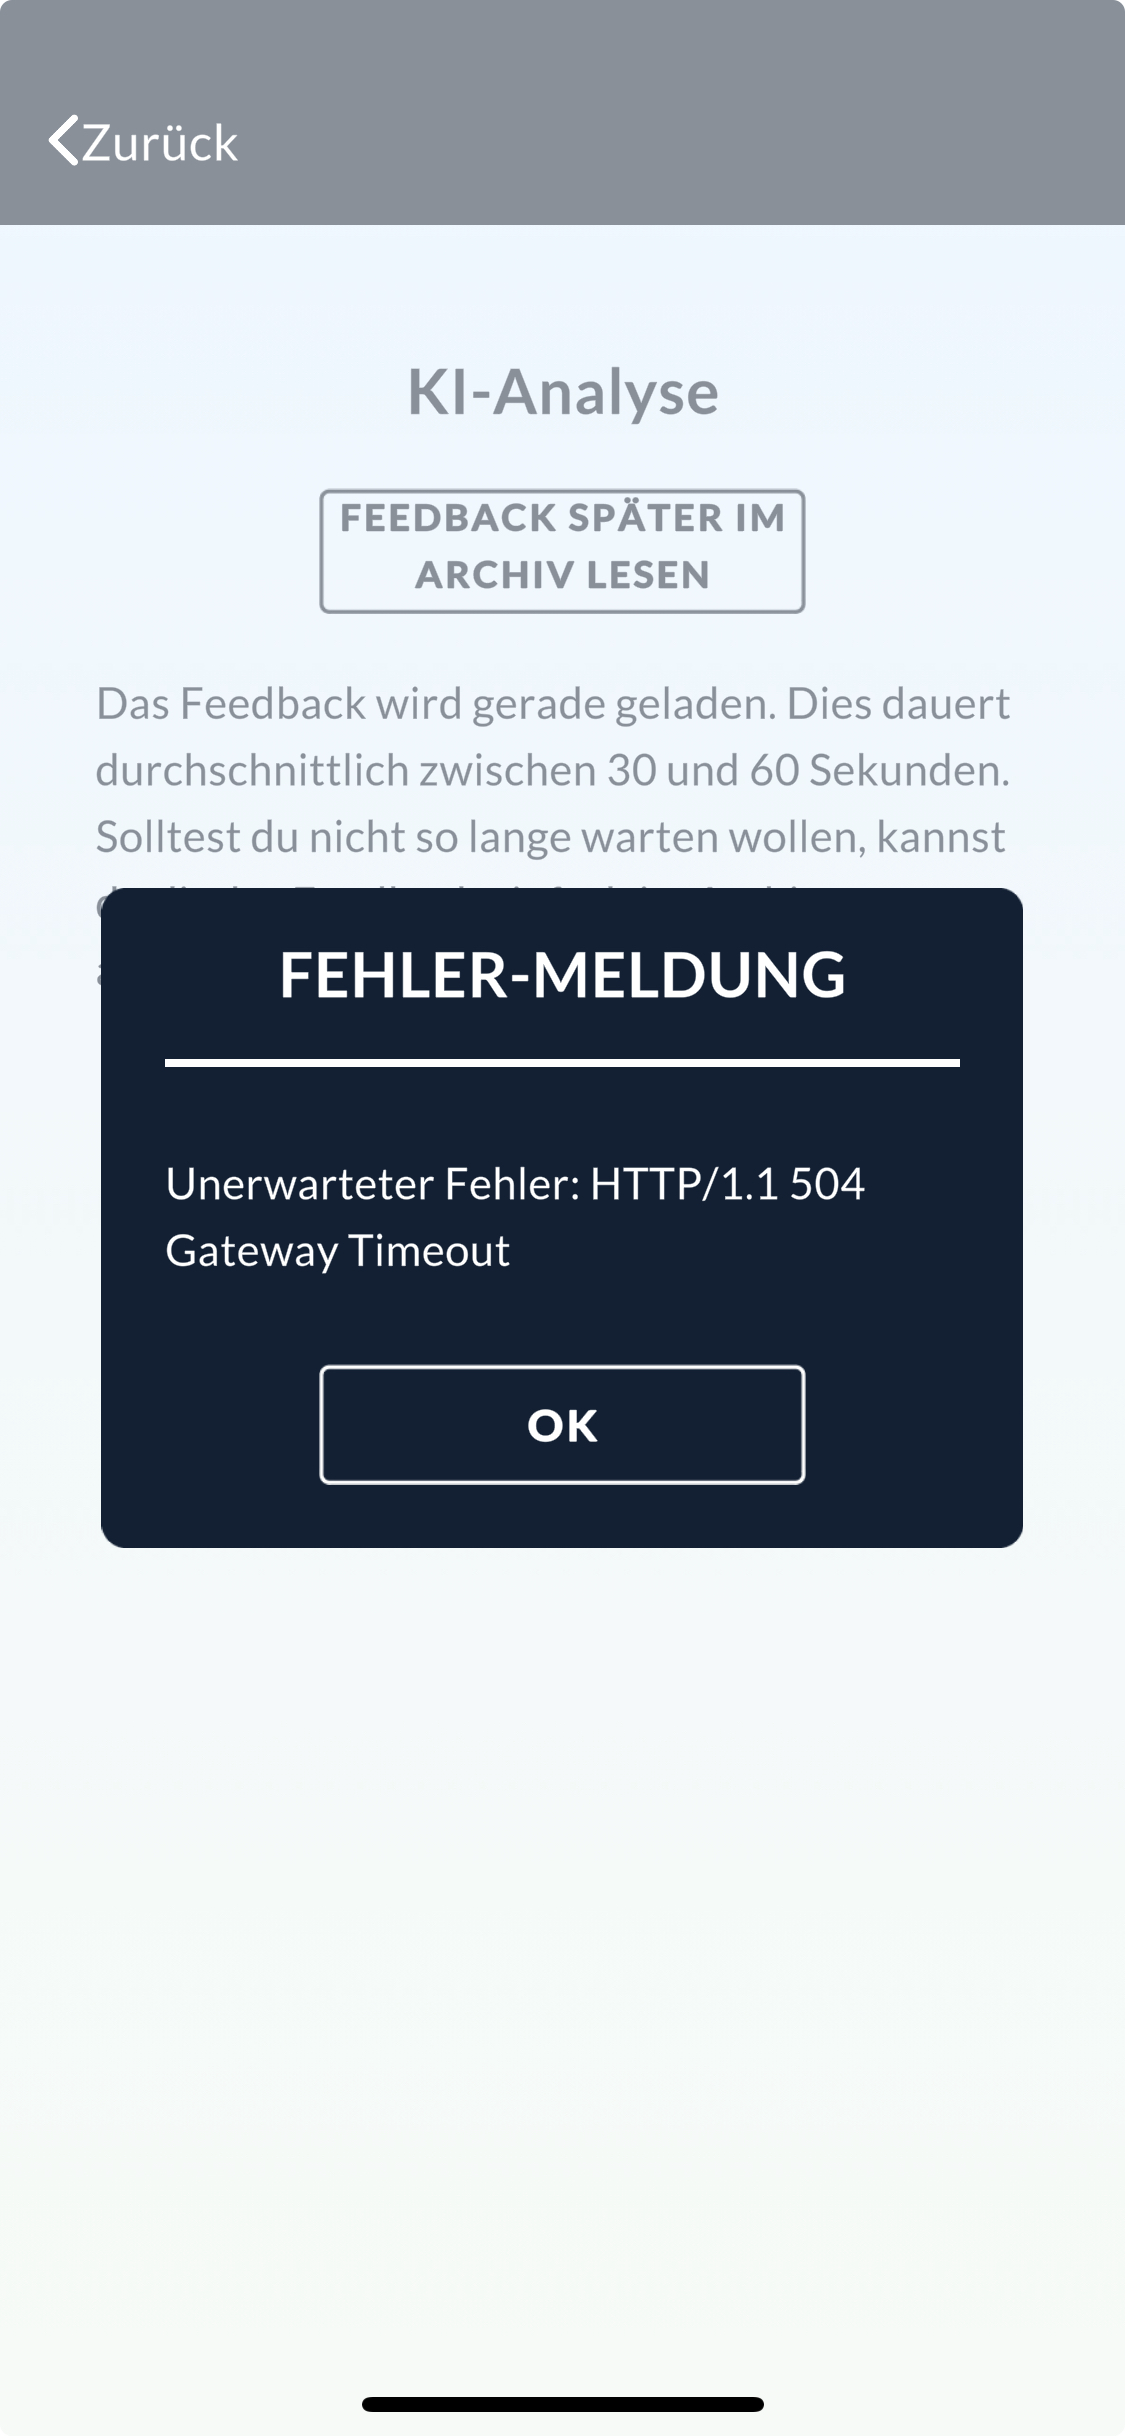 Zurück
KI-Analyse
FEEDBACK SPÄTER IM
ARCHIV LESEN
Das Feedback wird gerade geladen. Dies dauert
durchschnittlich zwischen 30 und 60 Sekunden.
Solltest du nicht so lange warten wollen, kannst
FEHLER-MELDUNG
Unerwarteter Fehler: HTTP/1.1 504
Gateway Timeout
OK